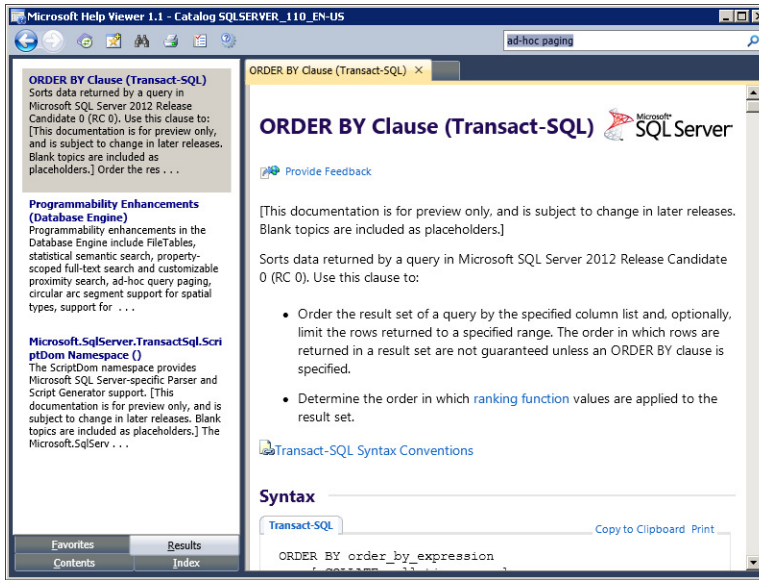 Microsoft Help Viewer 1.1 - Catalog SQLSERVER_110_EN-US
ad-hoc paging
ORDER BY Clause (Transact-SQL)
Sorts data returned by a query in
Microsoft SQL Server 2012 Release
Candidate 0 (RC 0). Use this clause to:
[This documentation is for preview only,
and is subject to change in later releases.
Blank topics are included as
placeholders.] Order the res . . .
Programmability Enhancements
(Database Engine)
Programmability enhancements in the
Database Engine include FileTables,
statistical semantic search, property-
scoped full-text search and customizable
proximity search, ad-hoc query paging,
circular arc segment support for spatial
types, support for . . .
Microsoft.SqlServer.TransactSql.Scri
ptDom Namespace ()
The ScriptDom namespace provides
Microsoft SQL Server-specific Parser and
Script Generator support. [This
documentation is for preview only, and is
subject to change in later releases. Blank
topics are included as placeholders.] The
Microsoft.SqlServ . . .
Favorites
Results
Contents
Index
ORDER BY Clause (Transact-SQL)
ORDER BY Clause (Transact-SQL)
Microsoft
SQL Server
Provide Feedback
[This documentation is for preview only, and is subject to change in later releases.
Blank topics are included as placeholders.]
Sorts data returned by a query in Microsoft SQL Server 2012 Release Candidate
0 (RC 0). Use this clause to:
• Order the result set of a query by the specified column list and, optionally,
limit the rows returned to a specified range. The order in which rows are
returned in a result set are not guaranteed unless an ORDER BY clause is
specified.
• Determine the order in which ranking function values are applied to the
result set.
Transact-SQL Syntax Conventions
Syntax
Transact-SQL
Copy to Clipboard Print
ORDER BY order_by_expression